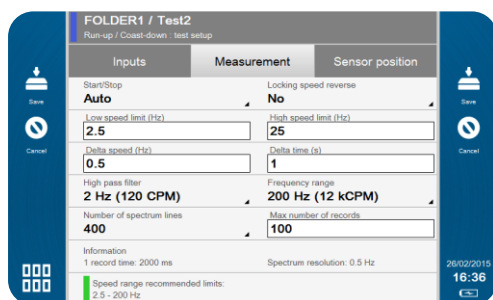 FOLDER1 / Test2
Run-up / Coast-down : test setup
Inputs
Measurement
Sensor position
Save
Cancel
Start/Stop
Auto
Locking speed reverse
No
Low speed limit (Hz)
2.5
High speed limit (Hz)
25
Delta speed (Hz)
0.5
Delta time (s)
1
High pass filter
2 Hz (120 CPM)
Frequency range
200 Hz (12 kCPM)
Number of spectrum lines
400
Max number of records
100
Information
1 record time: 2000 ms
Spectrum resolution: 0.5 Hz
Speed range recommended limits:
2.5 - 200 Hz
Save
Cancel
26/02/2015
16:36